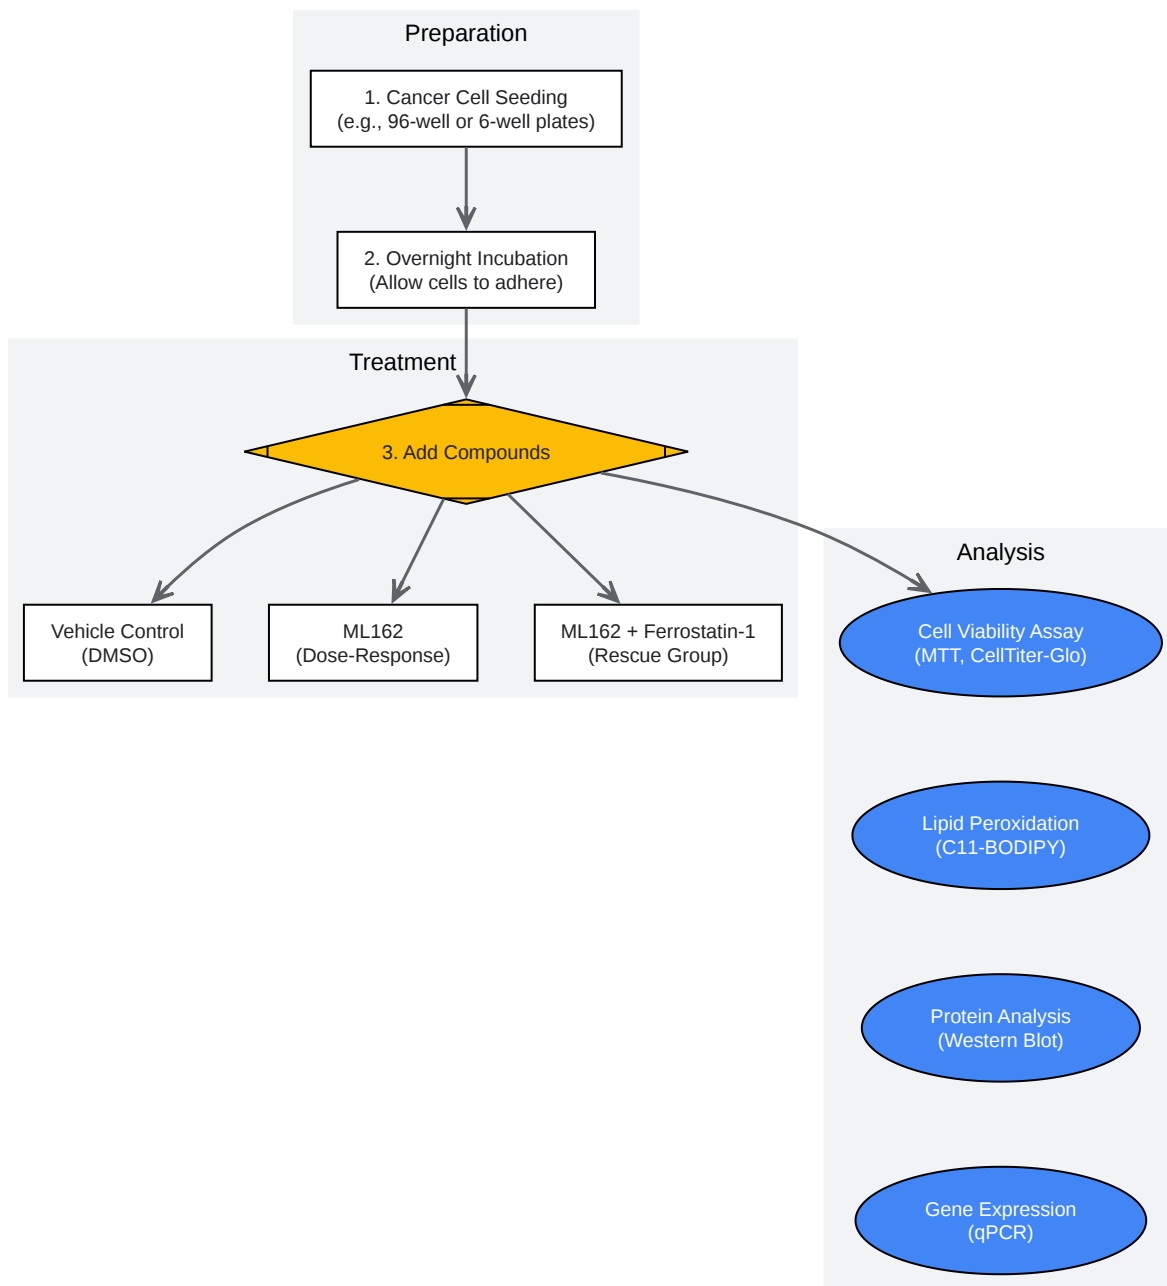 Preparation
1. Cancer Cell Seeding
(e.g., 96-well or 6-well plates)
2. Overnight Incubation
(Allow cells to adhere)
Treatment
3. Add Compounds
Vehicle Control
(DMSO)
ML162
(Dose-Response)
ML162 + Ferrostatin-1
(Rescue Group)
Analysis
Cell Viability Assay
(MTT, CellTiter-Glo)
Lipid Peroxidation
(C11-BODIPY)
Protein Analysis
(Western Blot)
Gene Expression
(qPCR)